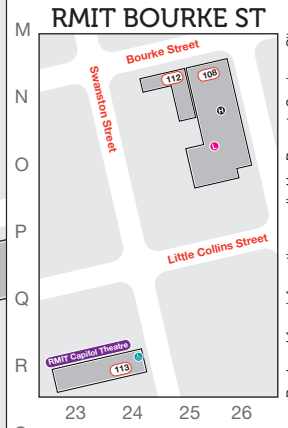 RMIT BOURKE ST
M
Bourke Street
Swanston Street
112
108
N
H
O
L
P
Little Collins Street
Q
RMIT Capitol Theatre
113
R
23 24 25 26